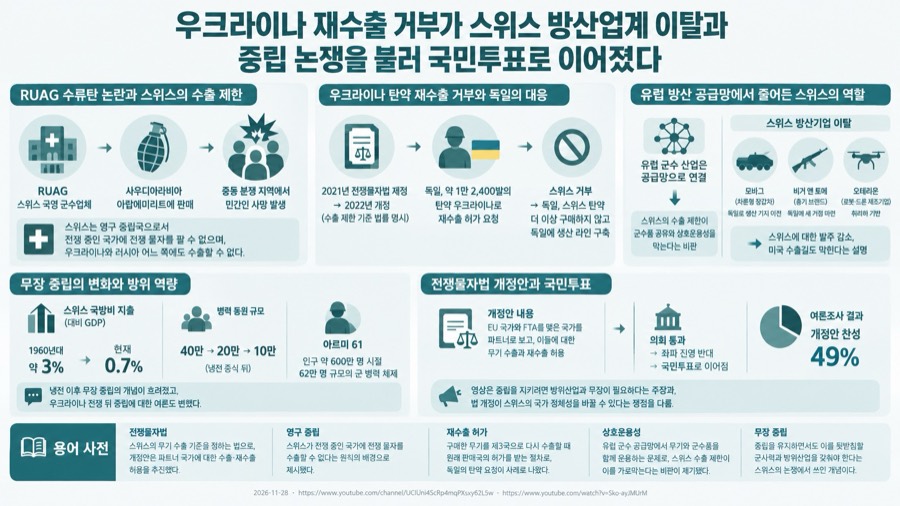 우크라이나 재수출 거부가 스위스 방산업계 이탈과
중립 논쟁을 불러 국민투표로 이어졌다
RUAG 수류탄 논란과 스위스의 수출 제한
RUAG
스위스 국영 군수업체
사우디아라비아
아랍에미리트에 판매
중동 분쟁 지역에서
민간인 사망 발생
스위스는 영구 중립국으로서
전쟁 중인 국가에 전쟁 물자를 팔 수 없으며,
우크라이나와 러시아 어느 쪽에도 수출할 수 없다.
우크라이나 탄약 재수출 거부와 독일의 대응
2021년 전쟁물자법 제정
→ 2022년 개정
(수출 제한 기준 법률 명시)
독일, 약 1만 2,400발의
탄약 우크라이나로
재수출 허가 요청
스위스 거부
→ 독일, 스위스 탄약
더 이상 구매하지 않고
독일에 생산 라인 구축
유럽 방산 공급망에서 줄어든 스위스의 역할
유럽 군수 산업은
공급망으로 연결
스위스의 수출 제한이
군수품 공유와 상호운용성을
막는다는 비판
스위스 방산기업 이탈
모바그
(차륜형 장갑차)
독일로 생산 기지 이전
비거 앤 토메
(총기 브랜드)
독일에 새 거점 마련
오테라온
(로봇·드론 제조기업)
취리히 기반
스위스에 대한 발주 감소,
미국 수출길도 막힌다는 설명
무장 중립의 변화와 방위 역량
스위스 국방비 지출
(대비 GDP)
1960년대
약 3%
현재
0.7%
병력 동원 규모
40만 → 20만 → 10만
(냉전 종식 뒤)
아르미 61
인구 약 600만 명 시절
62만 명 규모의 군 병력 체제
냉전 이후 무장 중립의 개념이 흐려졌고,
우크라이나 전쟁 뒤 중립에 대한 여론도 변했다.
전쟁물자법 개정안과 국민투표
개정안 내용
EU 국가와 FTA를 맺은 국가를
파트너로 보고, 이들에 대한
무기 수출과 재수출 허용
의회 통과
→ 좌파 진영 반대
→ 국민투표로 이어짐
여론조사 결과
개정안 찬성
49%
영상은 중립을 지키려면 방위산업과 무장이 필요하다는 주장과,
법 개정이 스위스의 국가 정체성을 바꿀 수 있다는 쟁점을 다룸.
용어 사전
전쟁물자법
스위스의 무기 수출 기준을 정하는 법으로,
개정안은 파트너 국가에 대한 수출·재수출
허용을 추진했다.
영구 중립
스위스가 전쟁 중인 국가에 전쟁 물자를
수출할 수 없다는 원칙의 배경으로
제시됐다.
재수출 허가
구매한 무기를 제3국으로 다시 수출할 때
원래 판매국의 허가를 받는 절차로,
독일의 탄약 요청이 사례로 나왔다.
상호운용성
유럽 군수 공급망에서 무기와 군수품을
함께 운용하는 문제로, 스위스 수출 제한이
이를 가로막는다는 비판이 제기됐다.
무장 중립
중립을 유지하면서도 이를 뒷받침할
군사력과 방위산업을 갖춰야 한다는
스위스의 논쟁에서 쓰인 개념이다.
2026-11-28